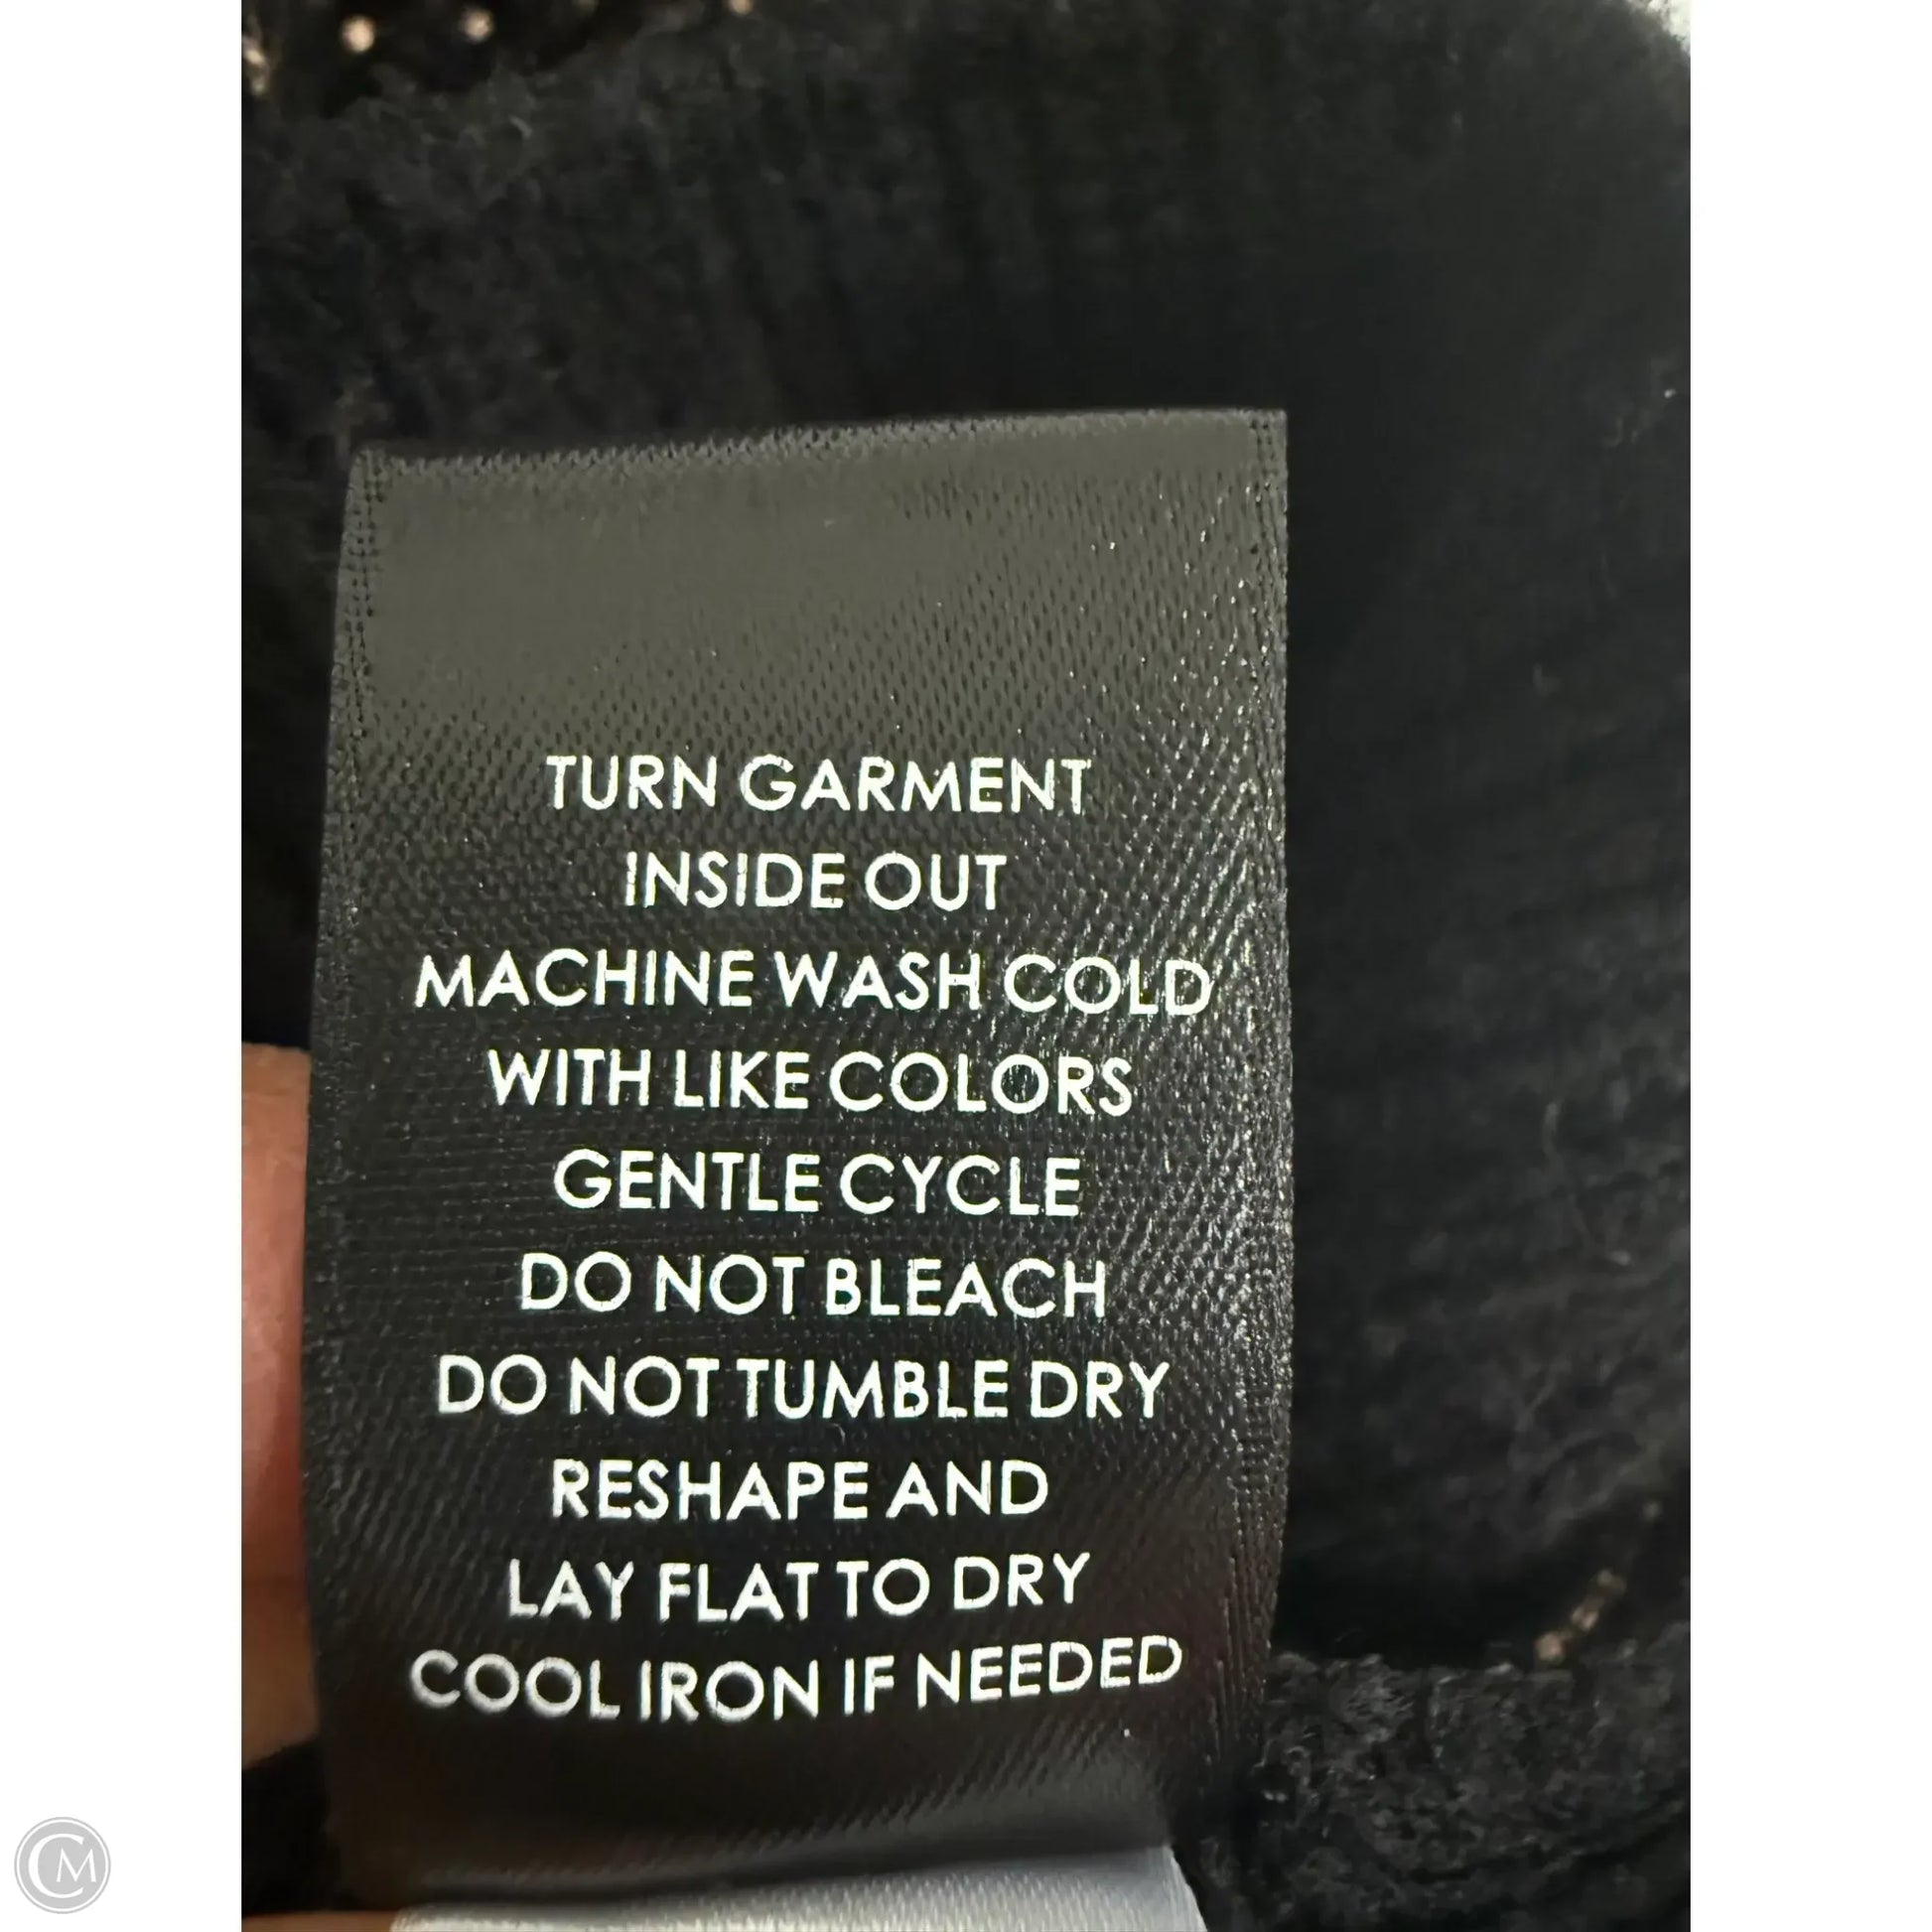 TURN GARMENT
INSIDE OUT
MACHINE WASH COLD
WITH LIKE COLORS
GENTLE CYCLE
DO NOT BLEACH
DO NOT TUMBLE DRY
RESHAPE AND
LAY FLAT TO DRY
COOL IRON IF NEEDED
CM